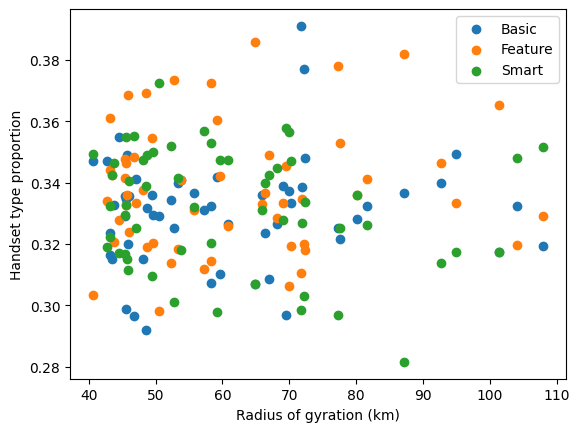 Basic
Feature
Smart
0.38
0.36
0.34
0.32
0.30
0.28
Handset type proportion
40 50 60 70 80 90 100 110
Radius of gyration (km)